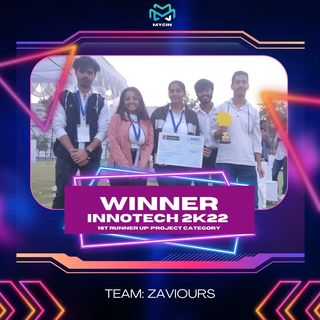 MYCIN
WINNER
INNOTECH 2K22
1ST RUNNER UP PROJECT CATEGORY
TEAM: ZAVIOURS